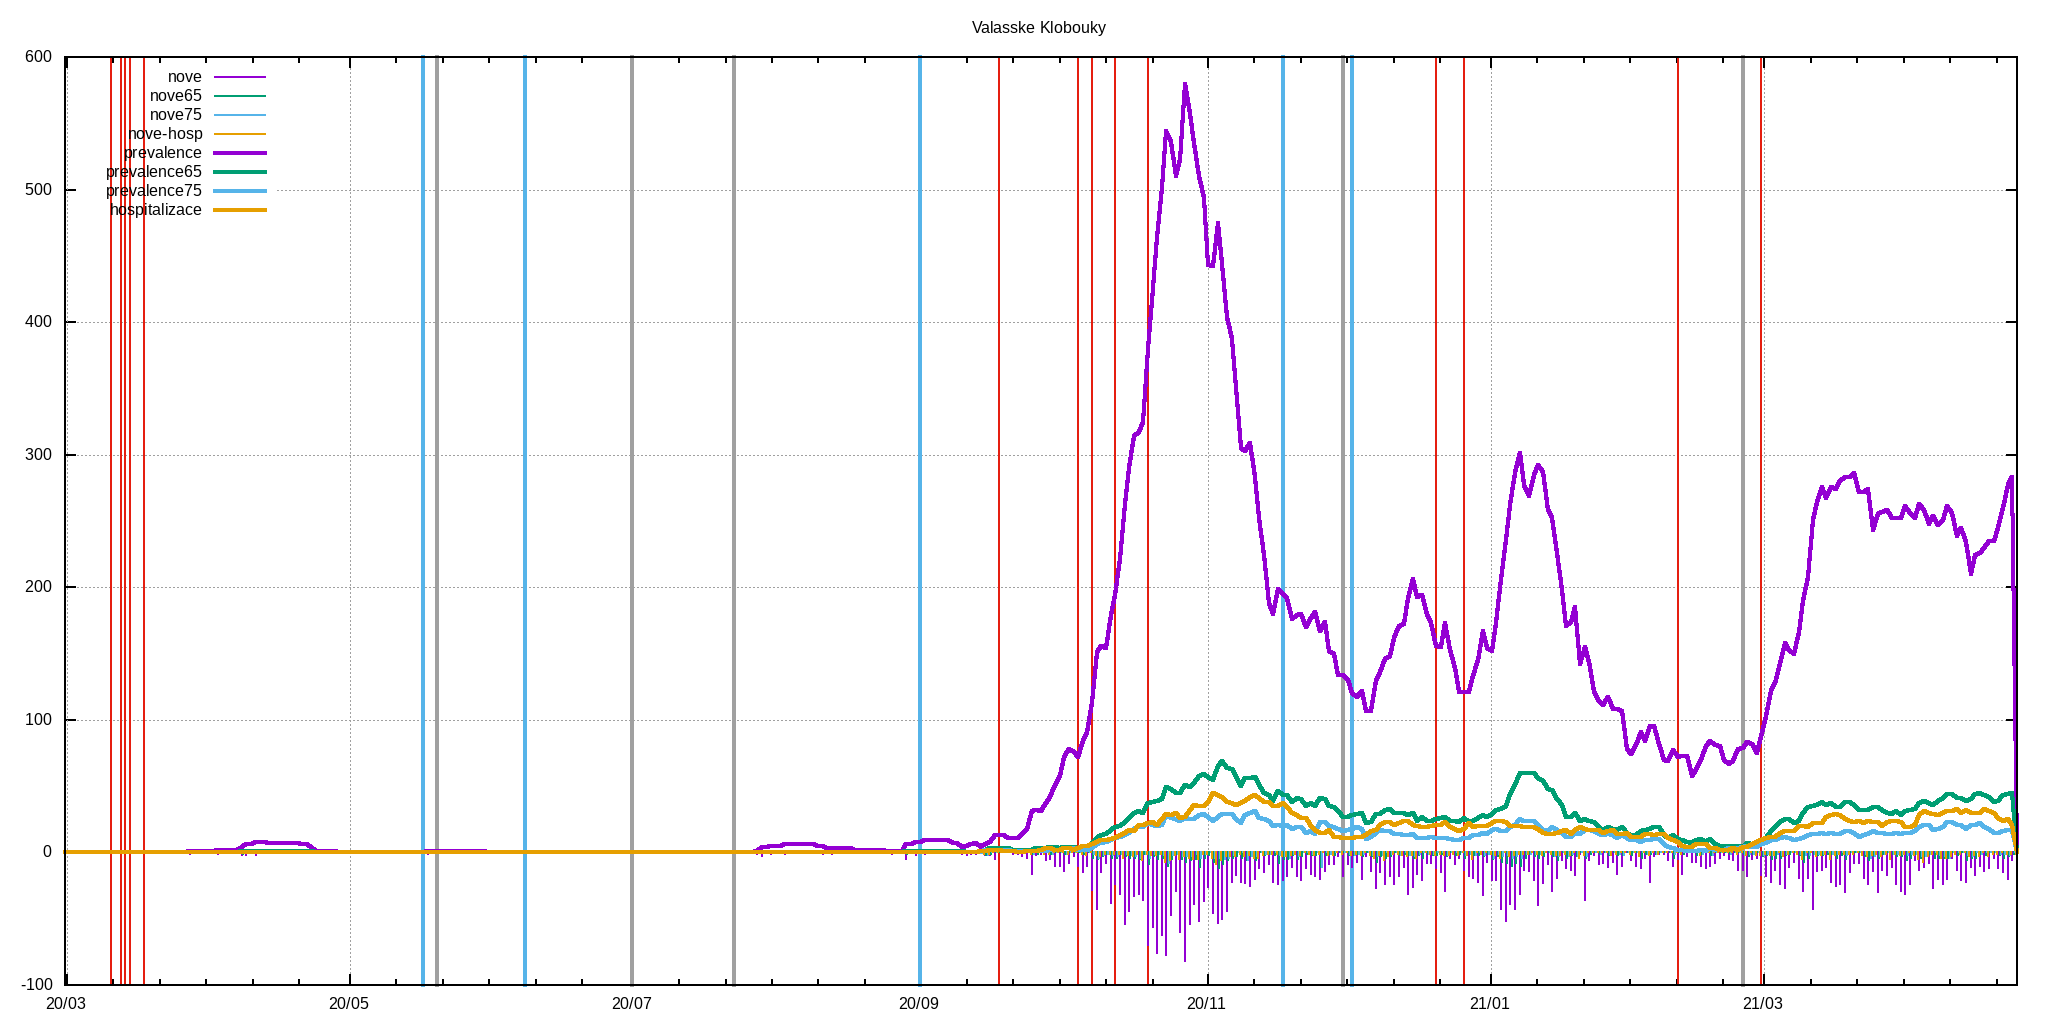 Valasske Klobouky
600
500
400
300
200
100
0
-100
nove
nove65
nove75
nove-hosp
prevalence
prevalence65
prevalence75
hospitalizace
20/03 20/05 20/07 20/09 20/11 21/01 21/03